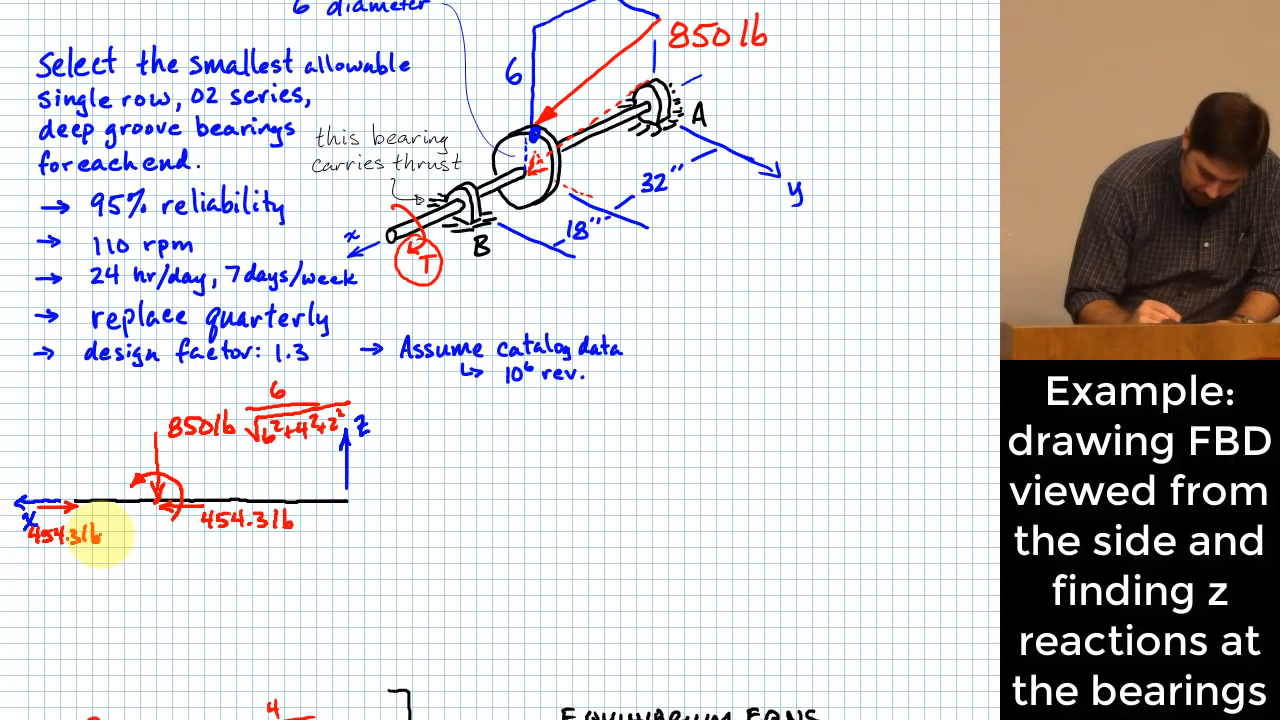 6 diameter
850 lb
Select the smallest allowable
single row, 02 series,
deep groove bearings
for each end.
6
this bearing
carries thrust
A
32"
y
18"
B
x
T
→ 95% reliability
→ 110 rpm
→ 24 hr/day, 7 days/week
→ replace quarterly
→ design factor: 1.3
→ Assume catalog data
↳ 10⁶ rev.
850 lb 6/√6²+4²+2²
z
x
454.3 lb
454.3 lb
4
Example:
drawing FBD
viewed from
the side and
finding z
reactions at
the bearings